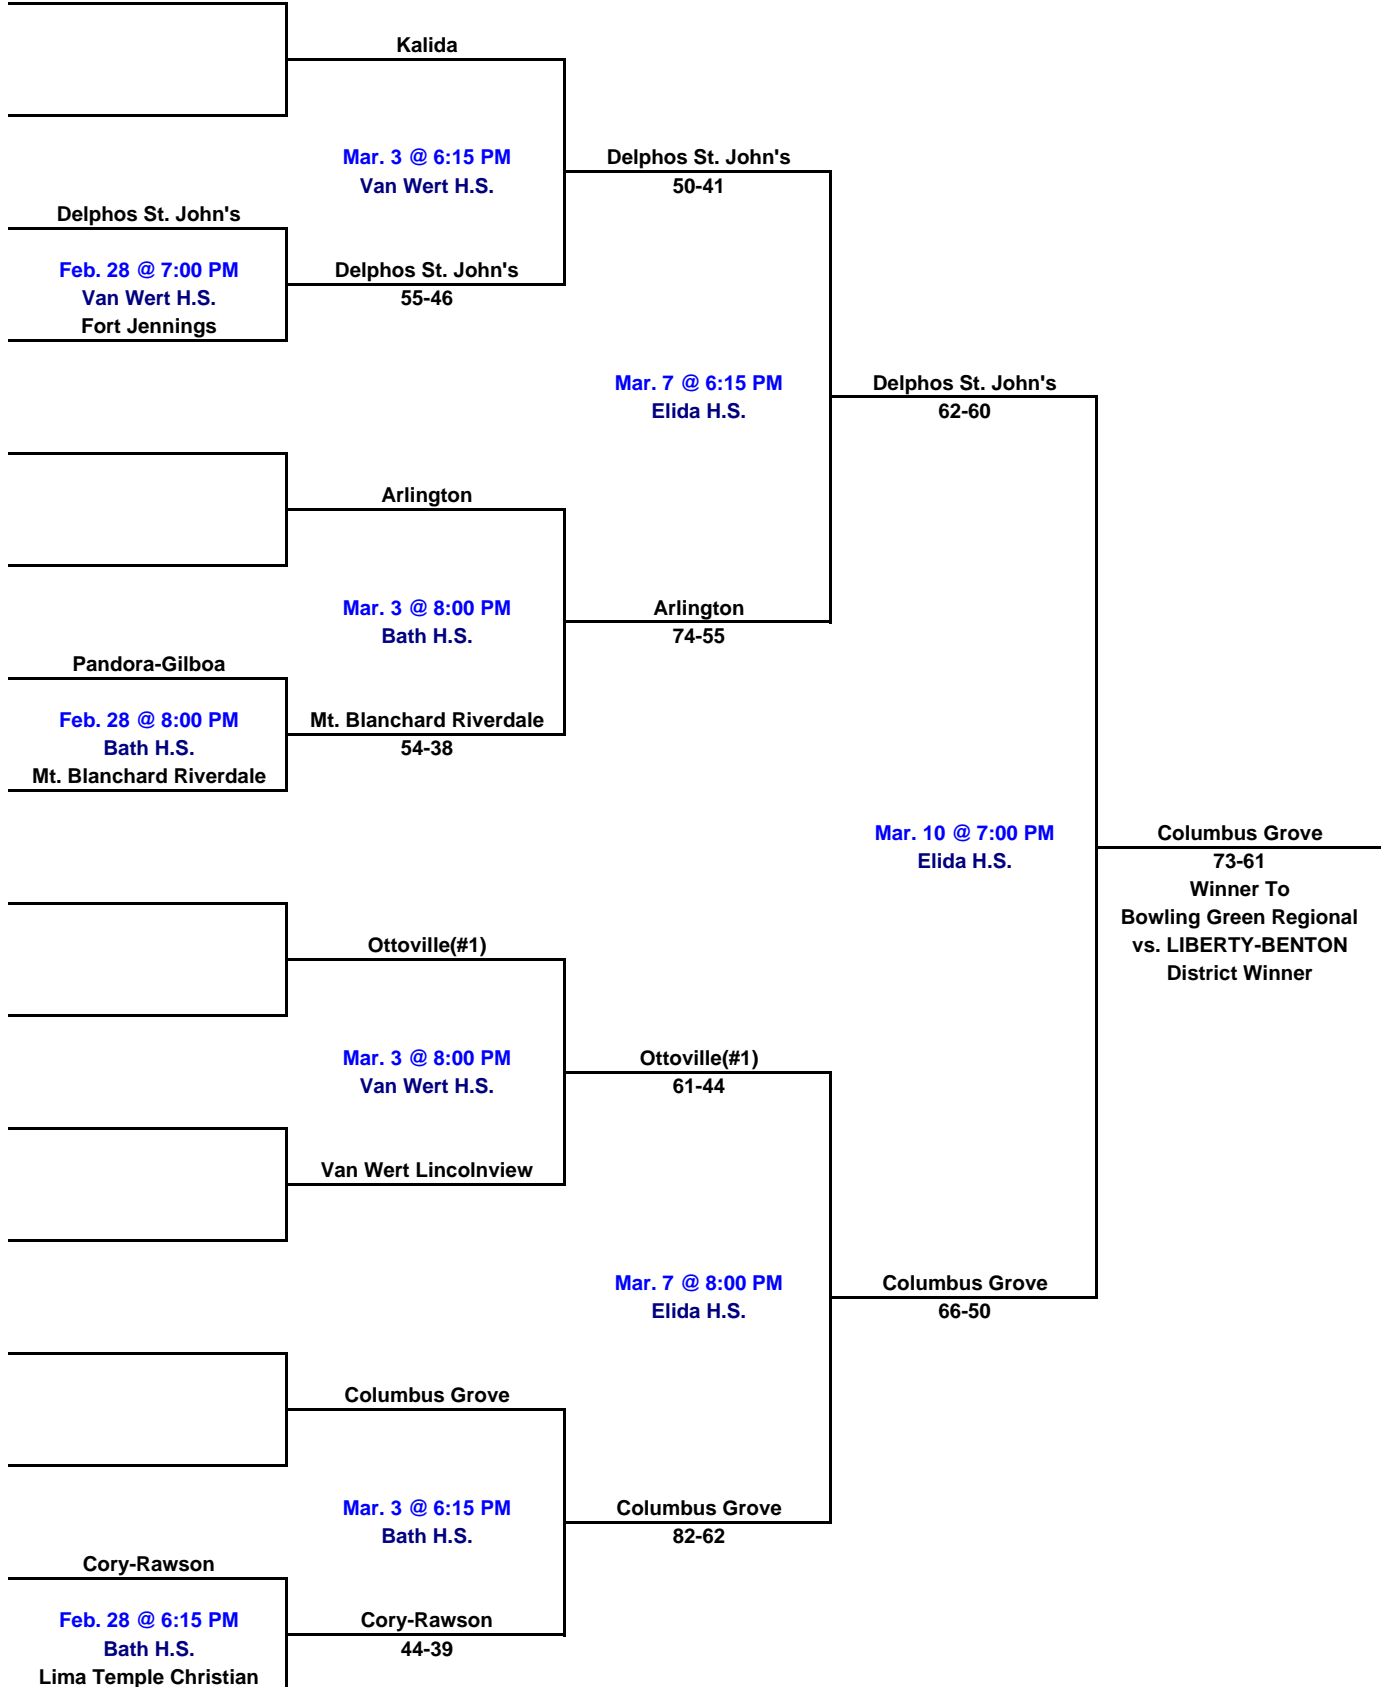 Kalida
Mar. 3 @ 6:15 PM
Van Wert H.S.
Delphos St. John's
50-41
Delphos St. John's
Feb. 28 @ 7:00 PM
Van Wert H.S.
Fort Jennings
Delphos St. John's
55-46
Mar. 7 @ 6:15 PM
Elida H.S.
Delphos St. John's
62-60
Arlington
Mar. 3 @ 8:00 PM
Bath H.S.
Arlington
74-55
Pandora-Gilboa
Feb. 28 @ 8:00 PM
Bath H.S.
Mt. Blanchard Riverdale
Mt. Blanchard Riverdale
54-38
Mar. 10 @ 7:00 PM
Elida H.S.
Columbus Grove
73-61
Winner To
Bowling Green Regional
vs. LIBERTY-BENTON
District Winner
Ottoville(#1)
Mar. 3 @ 8:00 PM
Van Wert H.S.
Ottoville(#1)
61-44
Van Wert Lincolnview
Mar. 7 @ 8:00 PM
Elida H.S.
Columbus Grove
66-50
Columbus Grove
Mar. 3 @ 6:15 PM
Bath H.S.
Columbus Grove
82-62
Cory-Rawson
Feb. 28 @ 6:15 PM
Bath H.S.
Lima Temple Christian
Cory-Rawson
44-39